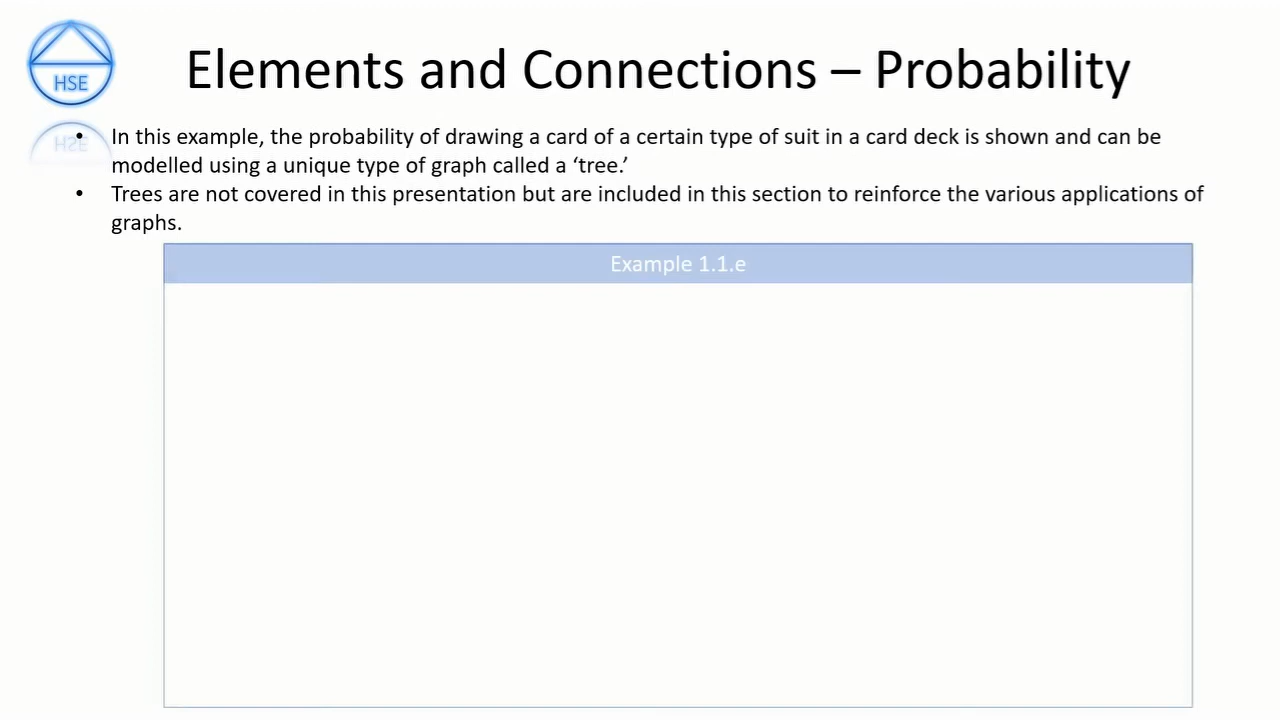 HSE
Elements and Connections – Probability
• In this example, the probability of drawing a card of a certain type of suit in a card deck is shown and can be
modelled using a unique type of graph called a ‘tree.’
• Trees are not covered in this presentation but are included in this section to reinforce the various applications of
graphs.
Example 1.1.e